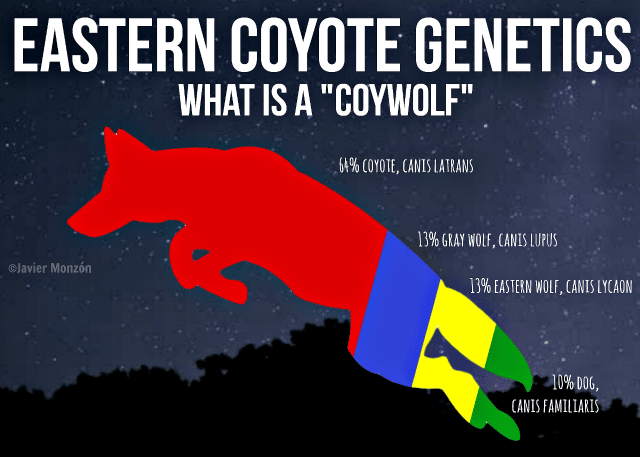 EASTERN COYOTE GENETICS
WHAT IS A "COYWOLF"
64% COYOTE, CANIS LATRANS
13% GRAY WOLF, CANIS LUPUS
©Javier Monzón
13% EASTERN WOLF, CANIS LYCAON
10% DOG,
CANIS FAMILIARIS